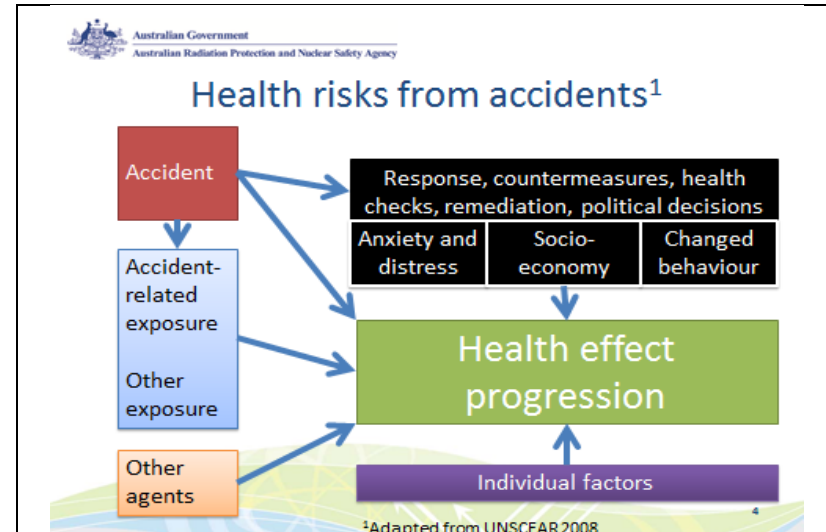 Australian Government
Australian Radiation Protection and Nuclear Safety Agency
Health risks from accidents¹
Accident
Response, countermeasures, health
checks, remediation, political decisions
Anxiety and
distress
Socio-
economy
Changed
behaviour
Accident-
related
exposure
Other
exposure
Health effect
progression
Other
agents
Individual factors
4
¹Adapted from UNSCEAR 2008